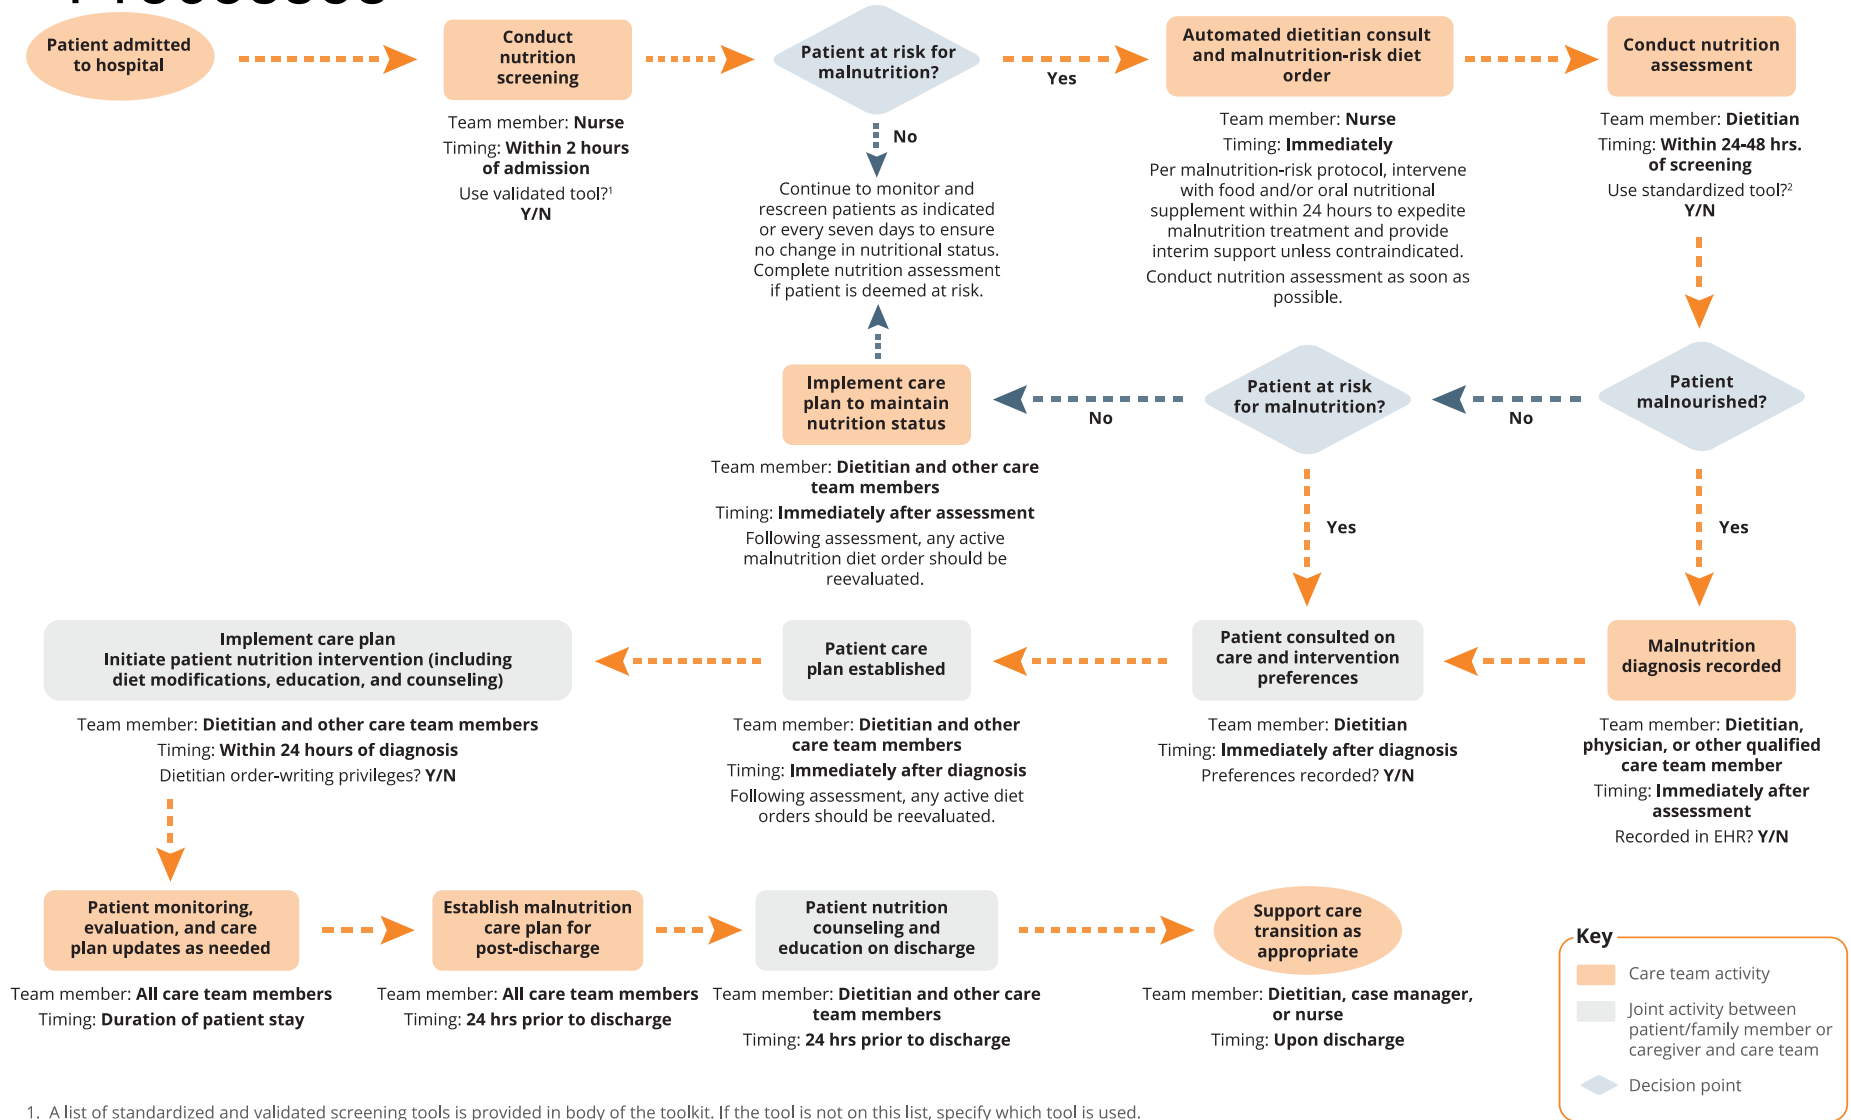 Patient admitted
to hospital
Conduct
nutrition
screening
Team member: Nurse
Timing: Within 2 hours
of admission
Use validated tool?¹
Y/N
Patient at risk for
malnutrition?
Yes
No
Continue to monitor and
rescreen patients as indicated
or every seven days to ensure
no change in nutritional status.
Complete nutrition assessment
if patient is deemed at risk.
Automated dietitian consult
and malnutrition-risk diet
order
Team member: Nurse
Timing: Immediately
Per malnutrition-risk protocol, intervene
with food and/or oral nutritional
supplement within 24 hours to expedite
malnutrition treatment and provide
interim support unless contraindicated.
Conduct nutrition assessment as soon as
possible.
Conduct nutrition
assessment
Team member: Dietitian
Timing: Within 24-48 hrs.
of screening
Use standardized tool?²
Y/N
Patient
malnourished?
No
Yes
Patient at risk
for malnutrition?
No
Yes
Implement care
plan to maintain
nutrition status
Team member: Dietitian and other care
team members
Timing: Immediately after assessment
Following assessment, any active
malnutrition diet order should be
reevaluated.
Malnutrition
diagnosis recorded
Team member: Dietitian,
physician, or other qualified
care team member
Timing: Immediately after
assessment
Recorded in EHR? Y/N
Patient consulted on
care and intervention
preferences
Team member: Dietitian
Timing: Immediately after diagnosis
Preferences recorded? Y/N
Patient care
plan established
Team member: Dietitian and other
care team members
Timing: Immediately after diagnosis
Following assessment, any active diet
orders should be reevaluated.
Implement care plan
Initiate patient nutrition intervention (including
diet modifications, education, and counseling)
Team member: Dietitian and other care team members
Timing: Within 24 hours of diagnosis
Dietitian order-writing privileges? Y/N
Patient monitoring,
evaluation, and care
plan updates as needed
Team member: All care team members
Timing: Duration of patient stay
Establish malnutrition
care plan for
post-discharge
Team member: All care team members
Timing: 24 hrs prior to discharge
Patient nutrition
counseling and
education on discharge
Team member: Dietitian and other care
team members
Timing: 24 hrs prior to discharge
Support care
transition as
appropriate
Team member: Dietitian, case manager,
or nurse
Timing: Upon discharge
Key
Care team activity
Joint activity between
patient/family member or
caregiver and care team
Decision point
1. A list of standardized and validated screening tools is provided in body of the toolkit. If the tool is not on this list, specify which tool is used.